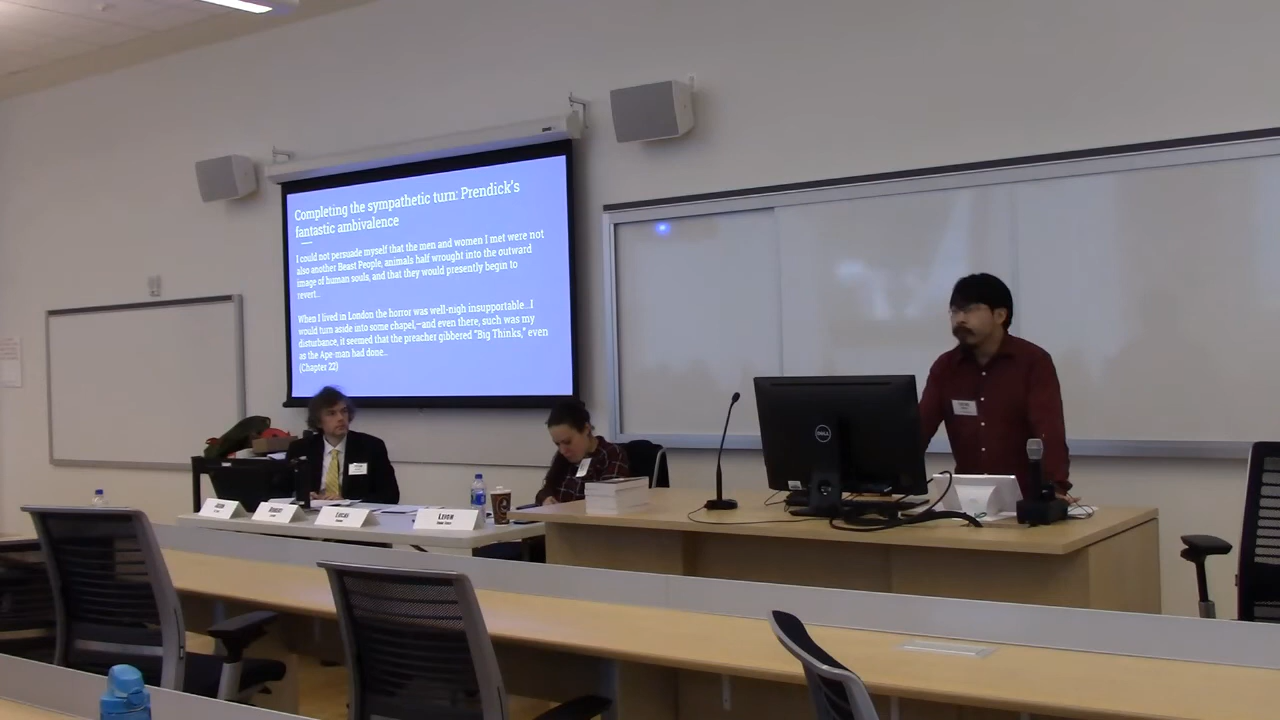 Completing the sympathetic turn: Prendick's
fantastic ambivalence
I could not persuade myself that the men and women I met were not
also another Beast People, animals half wrought into the outward
image of human souls, and that they would presently begin to
revert...
When I lived in London the horror was well-nigh insupportable...I
would turn aside into some chapel,–and even there, such was my
disturbance, it seemed that the preacher gibbered "Big Thinks," even
as the Ape-man had done...
(Chapter 22)
Robert
Lucas
Levon
DELL